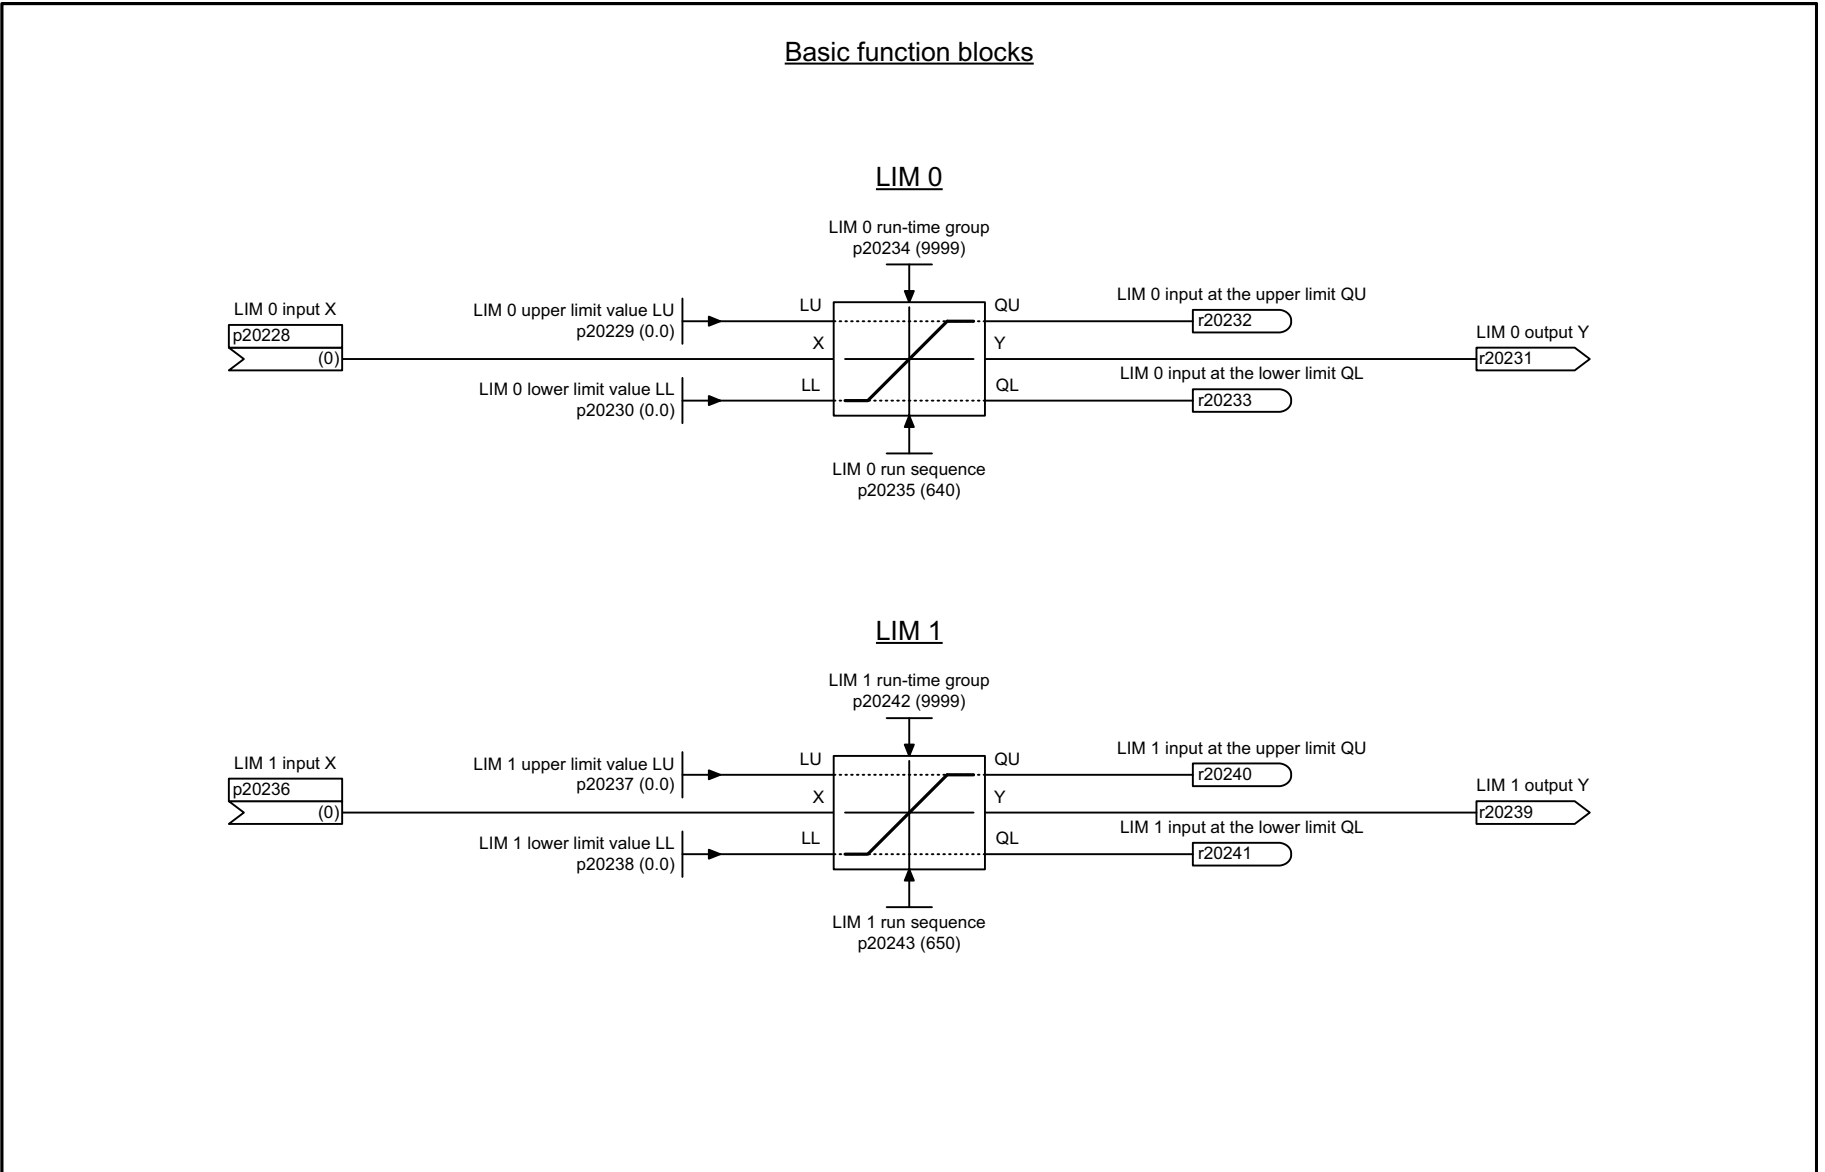 Basic function blocks
LIM 0
LIM 0 run-time group
p20234 (9999)
LIM 0 input X
p20228
(0)
LIM 0 upper limit value LU
p20229 (0.0)
LIM 0 lower limit value LL
p20230 (0.0)
LU
X
LL
QU
Y
QL
LIM 0 input at the upper limit QU
r20232
LIM 0 output Y
r20231
LIM 0 input at the lower limit QL
r20233
LIM 0 run sequence
p20235 (640)
LIM 1
LIM 1 run-time group
p20242 (9999)
LIM 1 input X
p20236
(0)
LIM 1 upper limit value LU
p20237 (0.0)
LIM 1 lower limit value LL
p20238 (0.0)
LU
X
LL
QU
Y
QL
LIM 1 input at the upper limit QU
r20240
LIM 1 output Y
r20239
LIM 1 input at the lower limit QL
r20241
LIM 1 run sequence
p20243 (650)